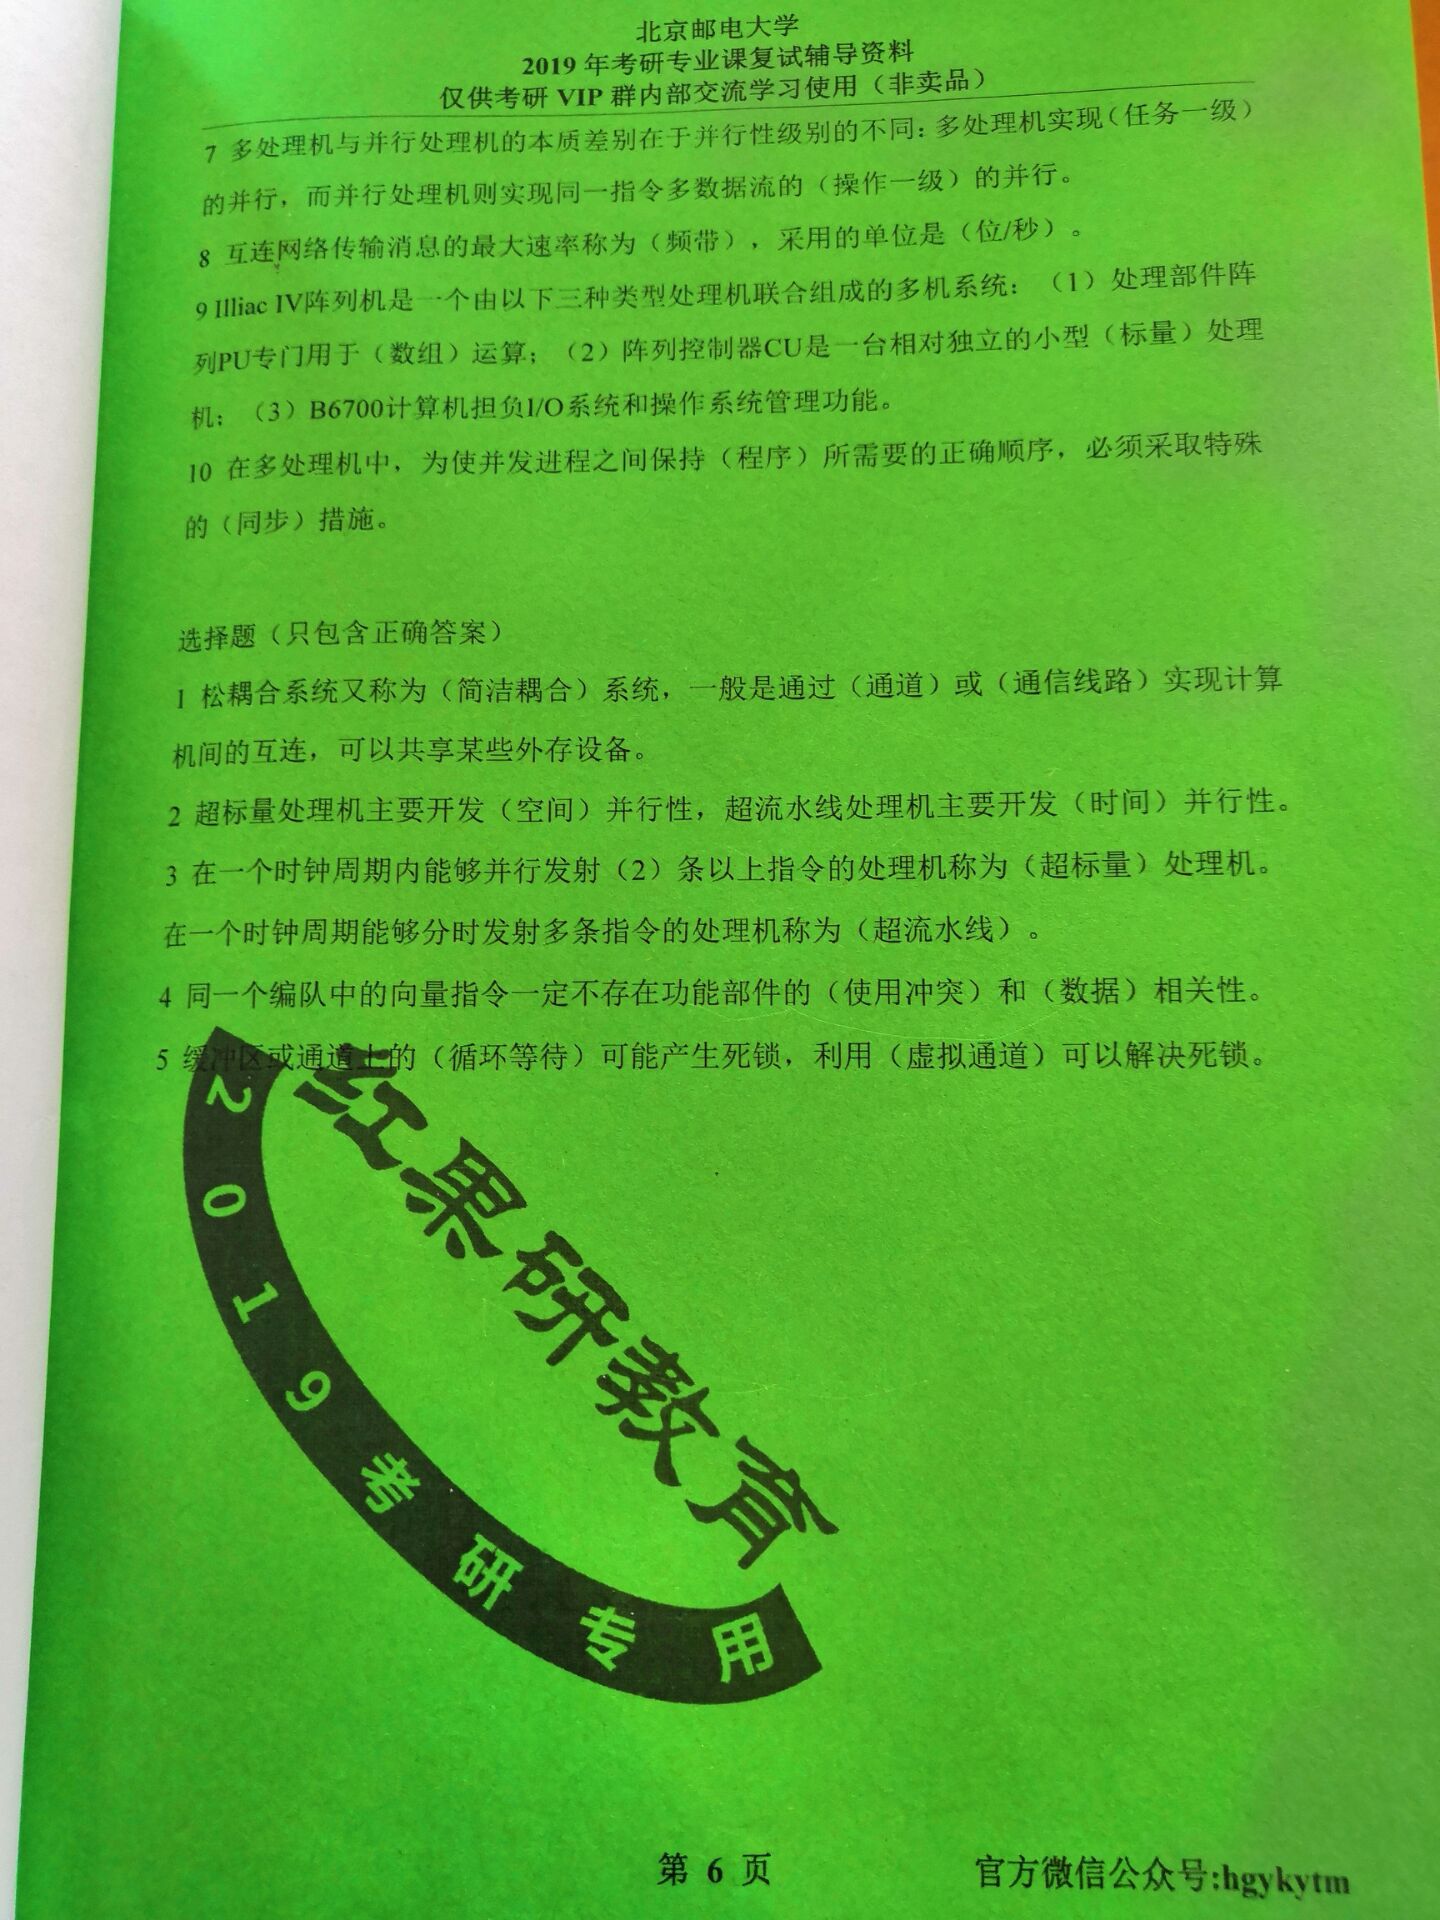 北京邮电大学
2019 年考研专业课复试辅导资料
仅供考研 VIP 群内部交流学习使用（非卖品）
7 多处理机与并行处理机的本质差别在于并行性级别的不同：多处理机实现（任务一级）
的并行，而并行处理机则实现同一指令多数据流的（操作一级）的并行。
8 互连网络传输消息的最大速率称为（频带），采用的单位是（位/秒）。
9 Illiac IV阵列机是一个由以下三种类型处理机联合组成的多机系统：（1）处理部件阵
列PU专门用于（数组）运算；（2）阵列控制器CU是一台相对独立的小型（标量）处理
机；（3）B6700计算机担负I/O系统和操作系统管理功能。
10 在多处理机中，为使并发进程之间保持（程序）所需要的正确顺序，必须采取特殊
的（同步）措施。
选择题（只包含正确答案）
1 松耦合系统又称为（简洁耦合）系统，一般是通过（通道）或（通信线路）实现计算
机间的互连，可以共享某些外存设备。
2 超标量处理机主要开发（空间）并行性，超流水线处理机主要开发（时间）并行性。
3 在一个时钟周期内能够并行发射（2）条以上指令的处理机称为（超标量）处理机。
在一个时钟周期能够分时发射多条指令的处理机称为（超流水线）。
4 同一个编队中的向量指令一定不存在功能部件的（使用冲突）和（数据）相关性。
5 缓冲区或通道上的（循环等待）可能产生死锁，利用（虚拟通道）可以解决死锁。
红果研教育
2019考研专用
第 6 页
官方微信公众号:hgykytm